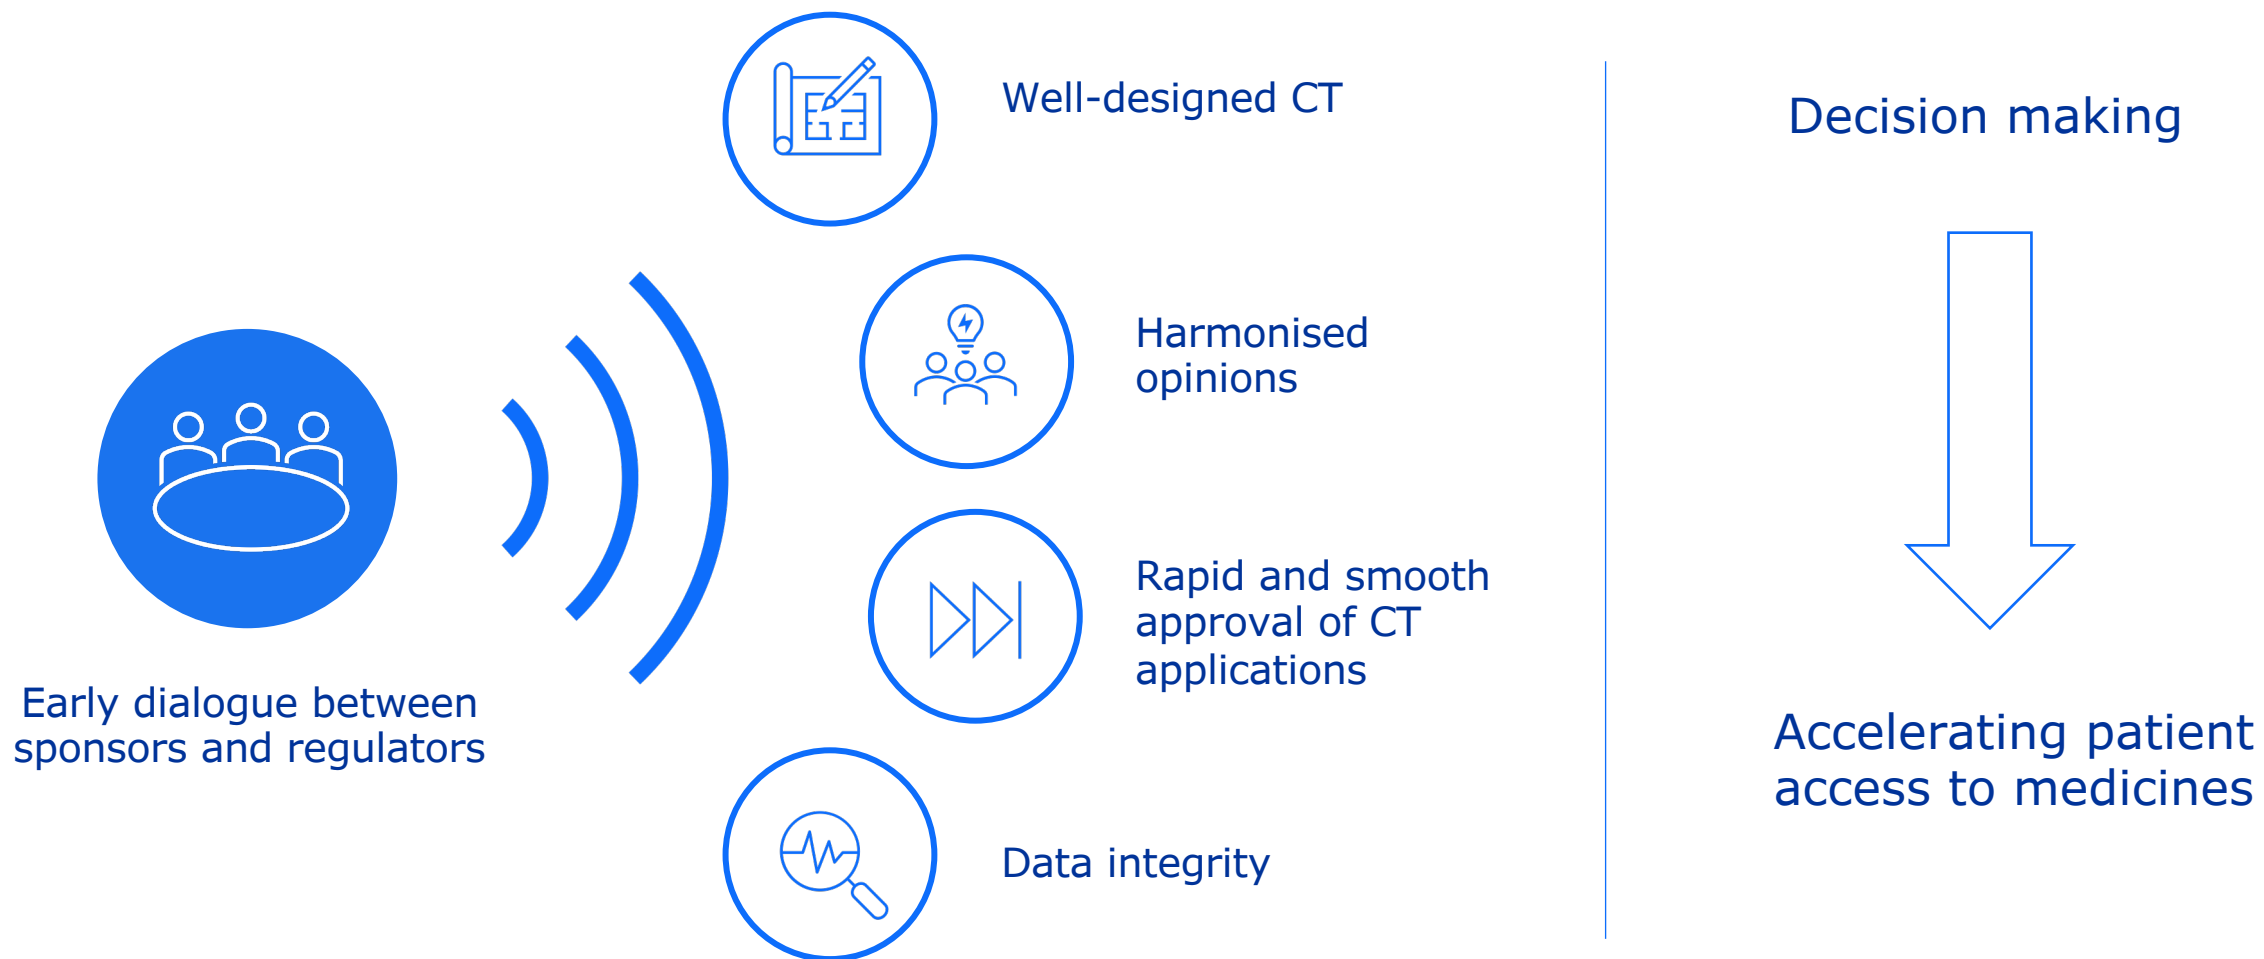 Well-designed CT
Harmonised
opinions
Rapid and smooth
approval of CT
applications
Data integrity
Early dialogue between
sponsors and regulators
Decision making
Accelerating patient
access to medicines